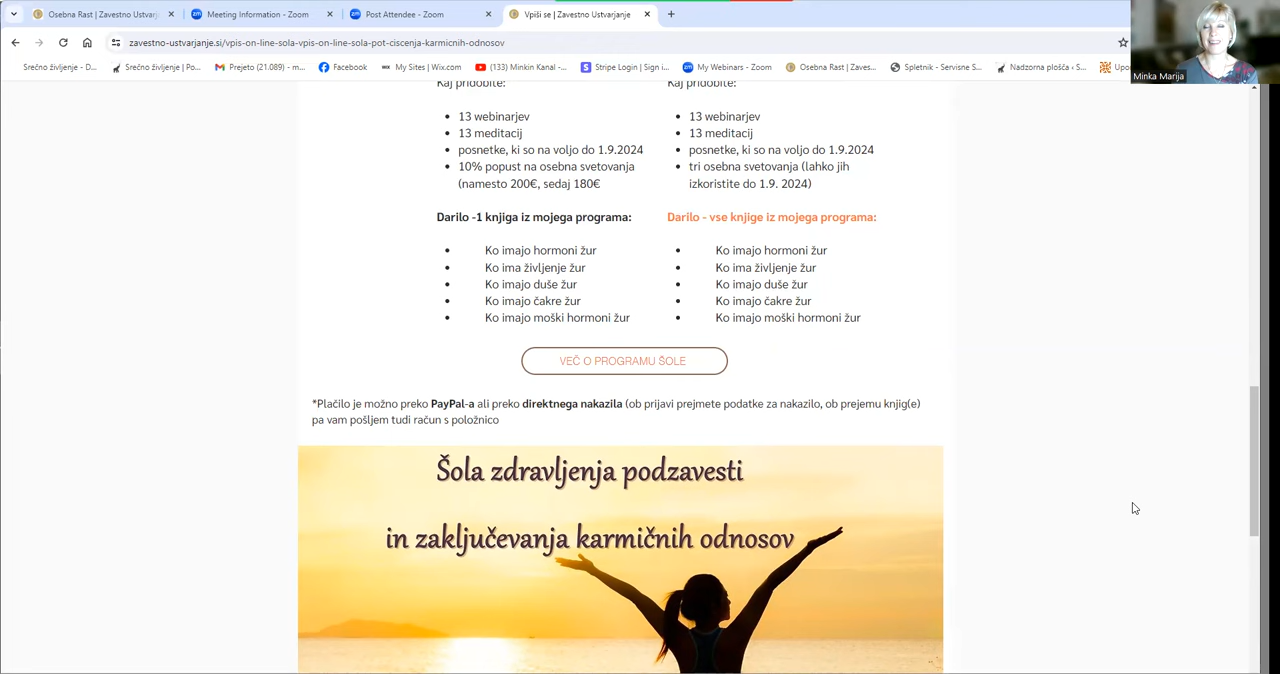 Osebna Rast | Zavestno Ustvarj
Meeting Information - Zoom
Post Attendee - Zoom
Vpiši se | Zavestno Ustvarjanje
zavestno-ustvarjanje.si/vpis-on-line-sola-vpis-on-line-sola-pot-ciscenja-karmicnih-odnosov
Srečno življenje - D...
Srečno življenje | Po...
Prejeto (21.089) - m...
Facebook
My Sites | Wix.com
(133) Minkin Kanal -...
Stripe Login | Sign i...
My Webinars - Zoom
Osebna Rast | Zaves...
Spletnik - Servisne S...
Nadzorna plošča ‹ S...
Upor
Minka Marija
Kaj pridobite:
13 webinarjev
13 meditacij
posnetke, ki so na voljo do 1.9.2024
10% popust na osebna svetovanja
(namesto 200€, sedaj 180€
Darilo -1 knjiga iz mojega programa:
Ko imajo hormoni žur
Ko ima življenje žur
Ko imajo duše žur
Ko imajo čakre žur
Ko imajo moški hormoni žur
Kaj pridobite:
13 webinarjev
13 meditacij
posnetke, ki so na voljo do 1.9.2024
tri osebna svetovanja (lahko jih
izkoristite do 1.9. 2024)
Darilo - vse knjige iz mojega programa:
Ko imajo hormoni žur
Ko ima življenje žur
Ko imajo duše žur
Ko imajo čakre žur
Ko imajo moški hormoni žur
VEČ O PROGRAMU ŠOLE
*Plačilo je možno preko PayPal-a ali preko direktnega nakazila (ob prijavi prejmete podatke za nakazilo, ob prejemu knjig(e)
pa vam pošljem tudi račun s položnico
Šola zdravljenja podzavesti
in zaključevanja karmičnih odnosov